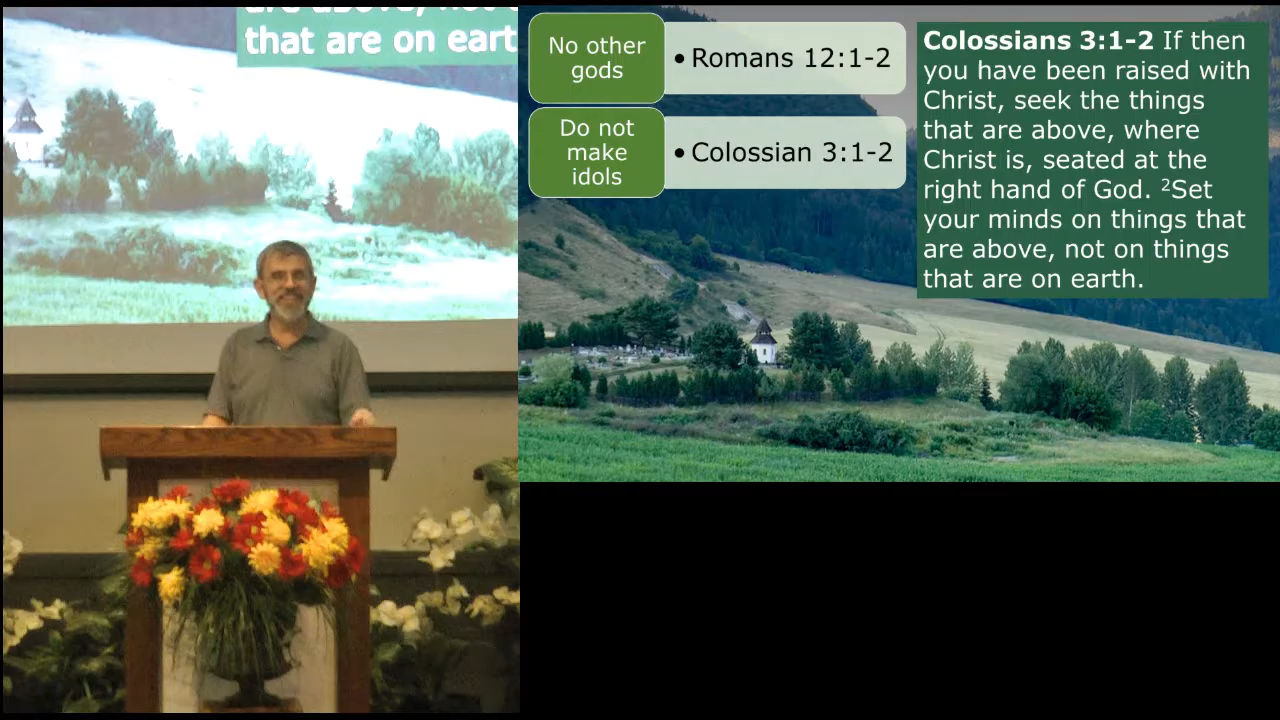 are above, not
that are on eart
No other
gods
• Romans 12:1-2
Do not
make
idols
• Colossian 3:1-2
Colossians 3:1-2 If then
you have been raised with
Christ, seek the things
that are above, where
Christ is, seated at the
right hand of God. ²Set
your minds on things that
are above, not on things
that are on earth.